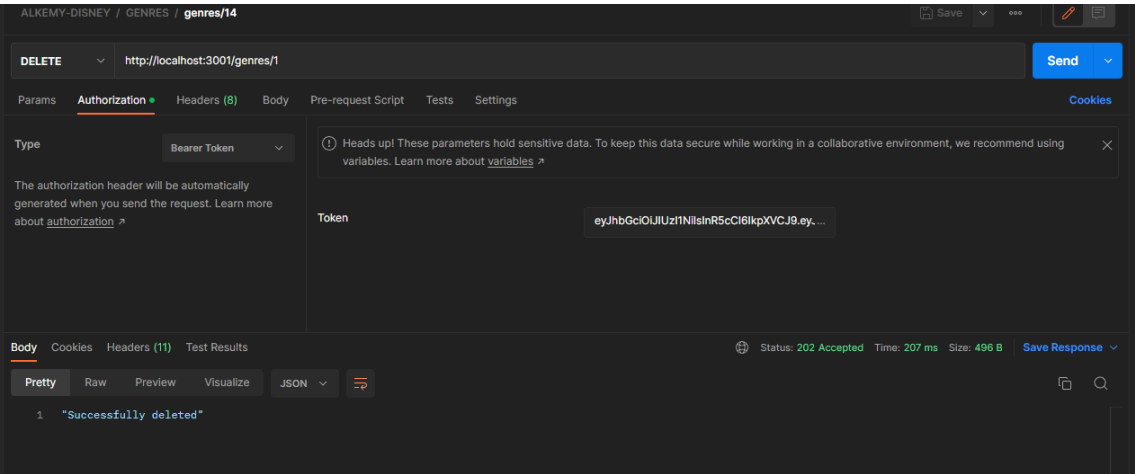 ALKEMY-DISNEY / GENRES / genres/14
Save
DELETE http://localhost:3001/genres/1 Send
Params Authorization Headers (8) Body Pre-request Script Tests Settings Cookies
Type Bearer Token
The authorization header will be automatically
generated when you send the request. Learn more
about authorization ↗
Heads up! These parameters hold sensitive data. To keep this data secure while working in a collaborative environment, we recommend using
variables. Learn more about variables ↗
Token eyJhbGciOiJIUzI1NiIsInR5cCI6IkpXVCJ9.ey. ...
Body Cookies Headers (11) Test Results Status: 202 Accepted Time: 207 ms Size: 496 B Save Response
Pretty Raw Preview Visualize JSON
1 "Successfully deleted"